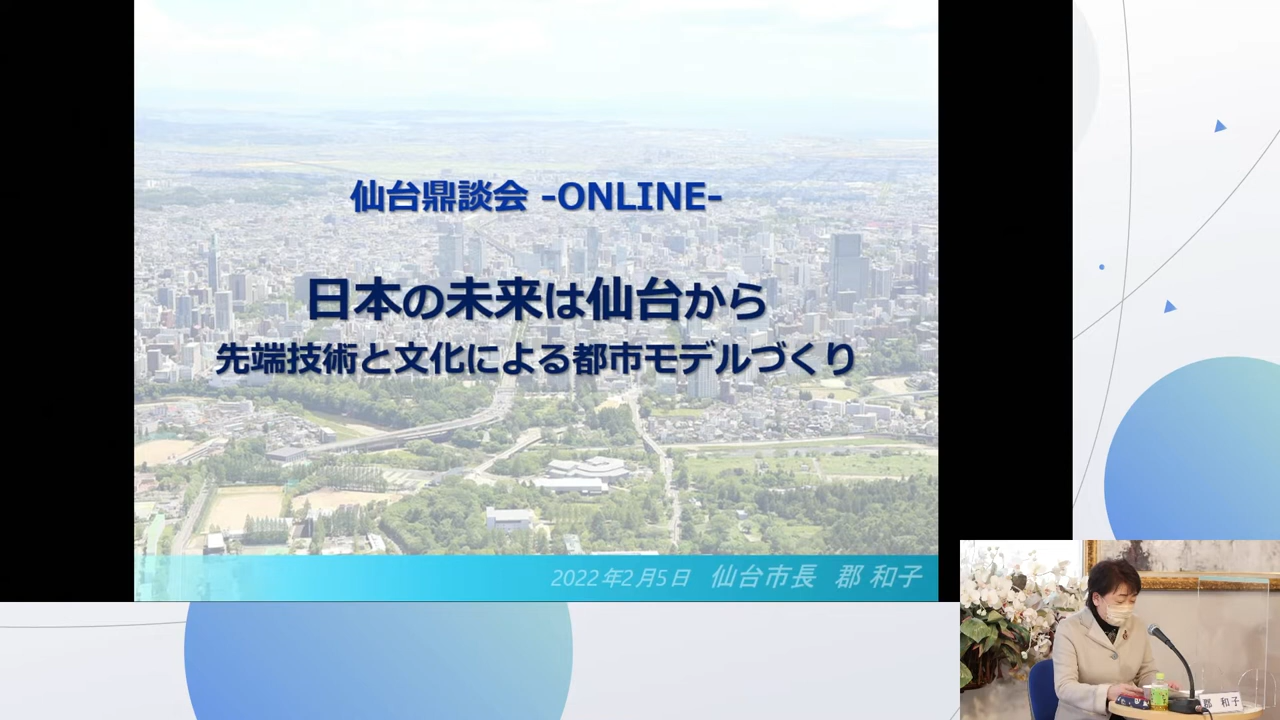 仙台鼎談会 -ONLINE-
日本の未来は仙台から
先端技術と文化による都市モデルづくり
2022年2月5日 仙台市長 郡 和子
郡 和子